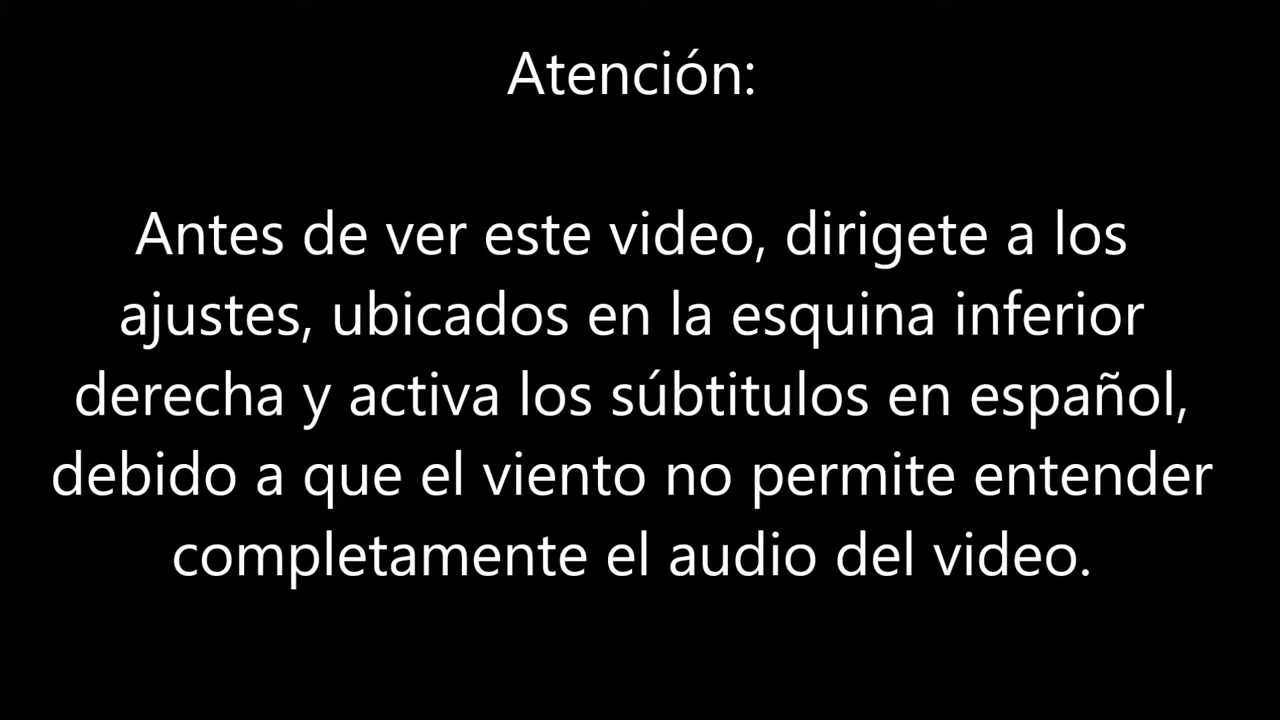 Atención:
Antes de ver este video, dirigete a los
ajustes, ubicados en la esquina inferior
derecha y activa los súbtitulos en español,
debido a que el viento no permite entender
completamente el audio del video.